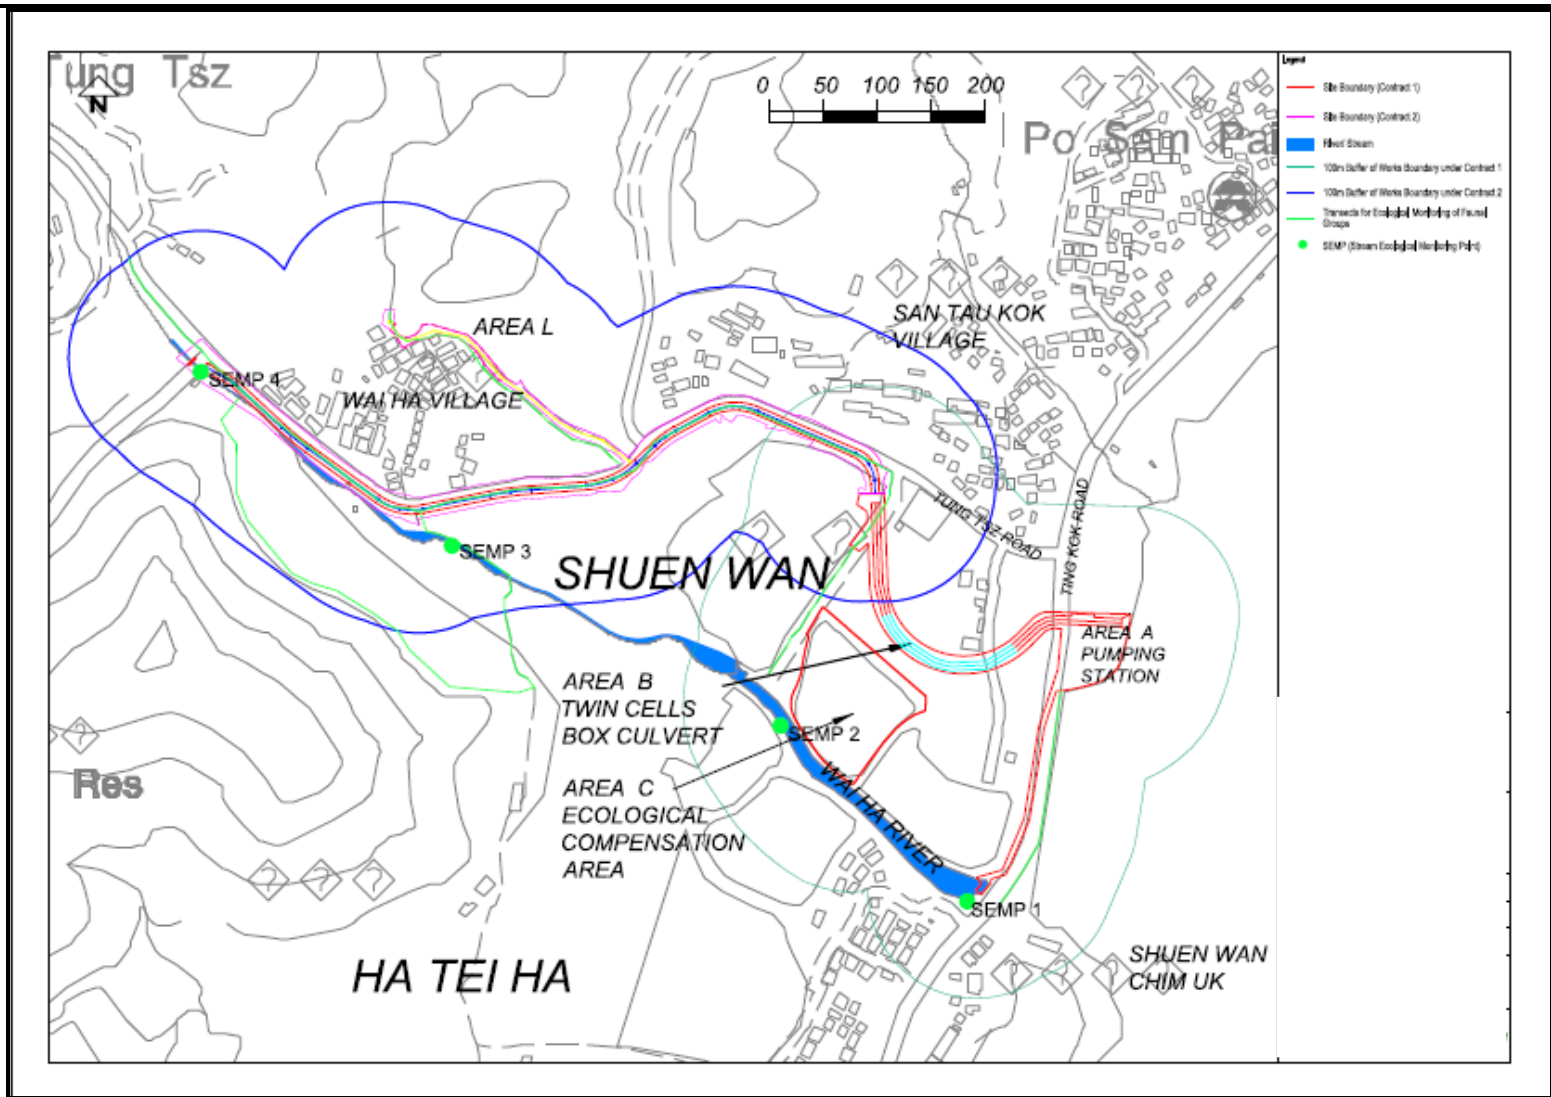 Tung Tsz
N
0 50 100 150 200
Po San Pai
AREA L
SAN TAU KOK
VILLAGE
SEMP 4
WAI HA VILLAGE
TUNG TSZ ROAD
TING KOK ROAD
SEMP 3
SHUEN WAN
AREA A
PUMPING
STATION
AREA B
TWIN CELLS
BOX CULVERT
SEMP 2
Res
AREA C
ECOLOGICAL
COMPENSATION
AREA
WAI HA RIVER
SEMP 1
HA TEI HA
SHUEN WAN
CHIM UK
Legend
Site Boundary (Contract 1)
Site Boundary (Contract 2)
River/ Stream
100m Buffer of Works Boundary under Contract 1
100m Buffer of Works Boundary under Contract 2
Transects for Ecological Monitoring of Faunal
Groups
SEMP (Stream Ecological Monitoring Point)